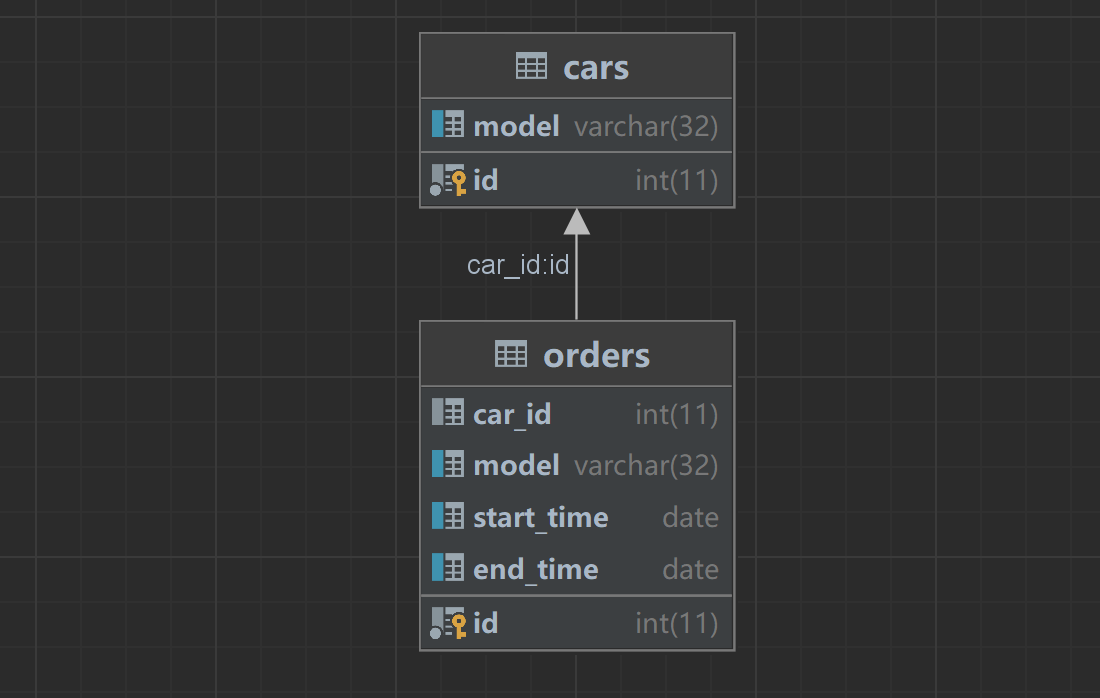 cars
model varchar(32)
id int(11)
car_id:id
orders
car_id int(11)
model varchar(32)
start_time date
end_time date
id int(11)